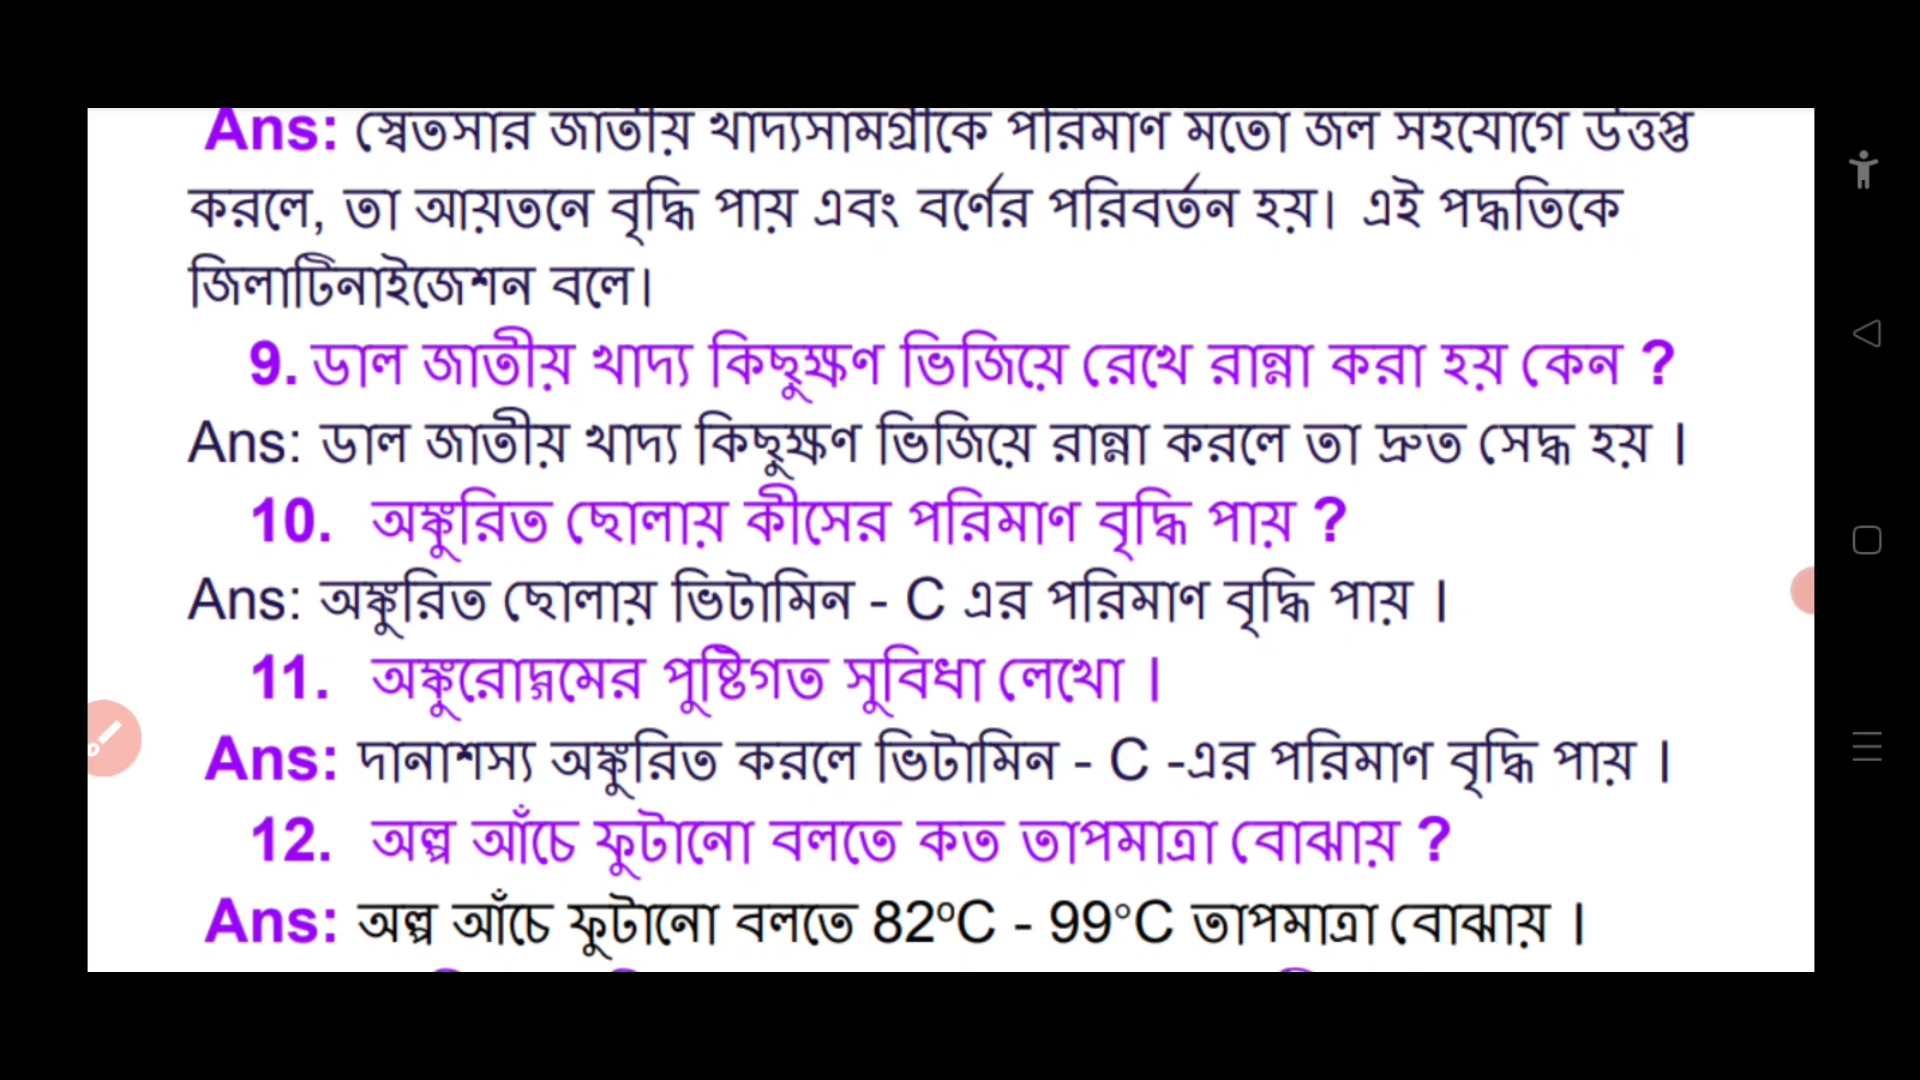 Ans: স্বেতসার জাতীয় খাদ্যসামগ্রীকে পরিমাণ মতো জল সহযোগে উত্তপ্ত
করলে, তা আয়তনে বৃদ্ধি পায় এবং বর্ণের পরিবর্তন হয়। এই পদ্ধতিকে
জিলাটিনাইজেশন বলে।
9. ডাল জাতীয় খাদ্য কিছুক্ষণ ভিজিয়ে রেখে রান্না করা হয় কেন ?
Ans: ডাল জাতীয় খাদ্য কিছুক্ষণ ভিজিয়ে রান্না করলে তা দ্রুত সেদ্ধ হয় ।
10. অঙ্কুরিত ছোলায় কীসের পরিমাণ বৃদ্ধি পায় ?
Ans: অঙ্কুরিত ছোলায় ভিটামিন - C এর পরিমাণ বৃদ্ধি পায় ।
11. অঙ্কুরোদ্গমের পুষ্টিগত সুবিধা লেখো ।
Ans: দানাশস্য অঙ্কুরিত করলে ভিটামিন - C -এর পরিমাণ বৃদ্ধি পায় ।
12. অল্প আঁচে ফুটানো বলতে কত তাপমাত্রা বোঝায় ?
Ans: অল্প আঁচে ফুটানো বলতে 82⁰C - 99°C তাপমাত্রা বোঝায় ।